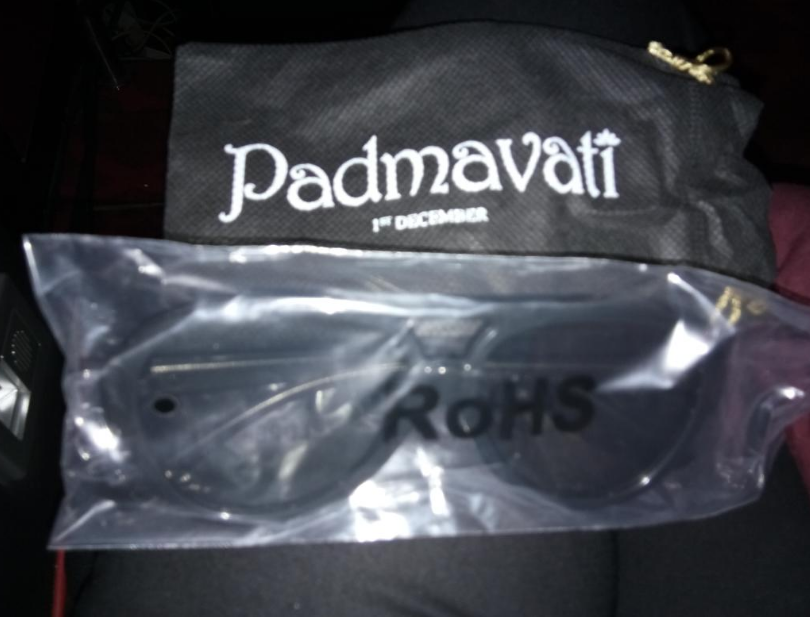 Padmavati
1ST DECEMBER
RoHS